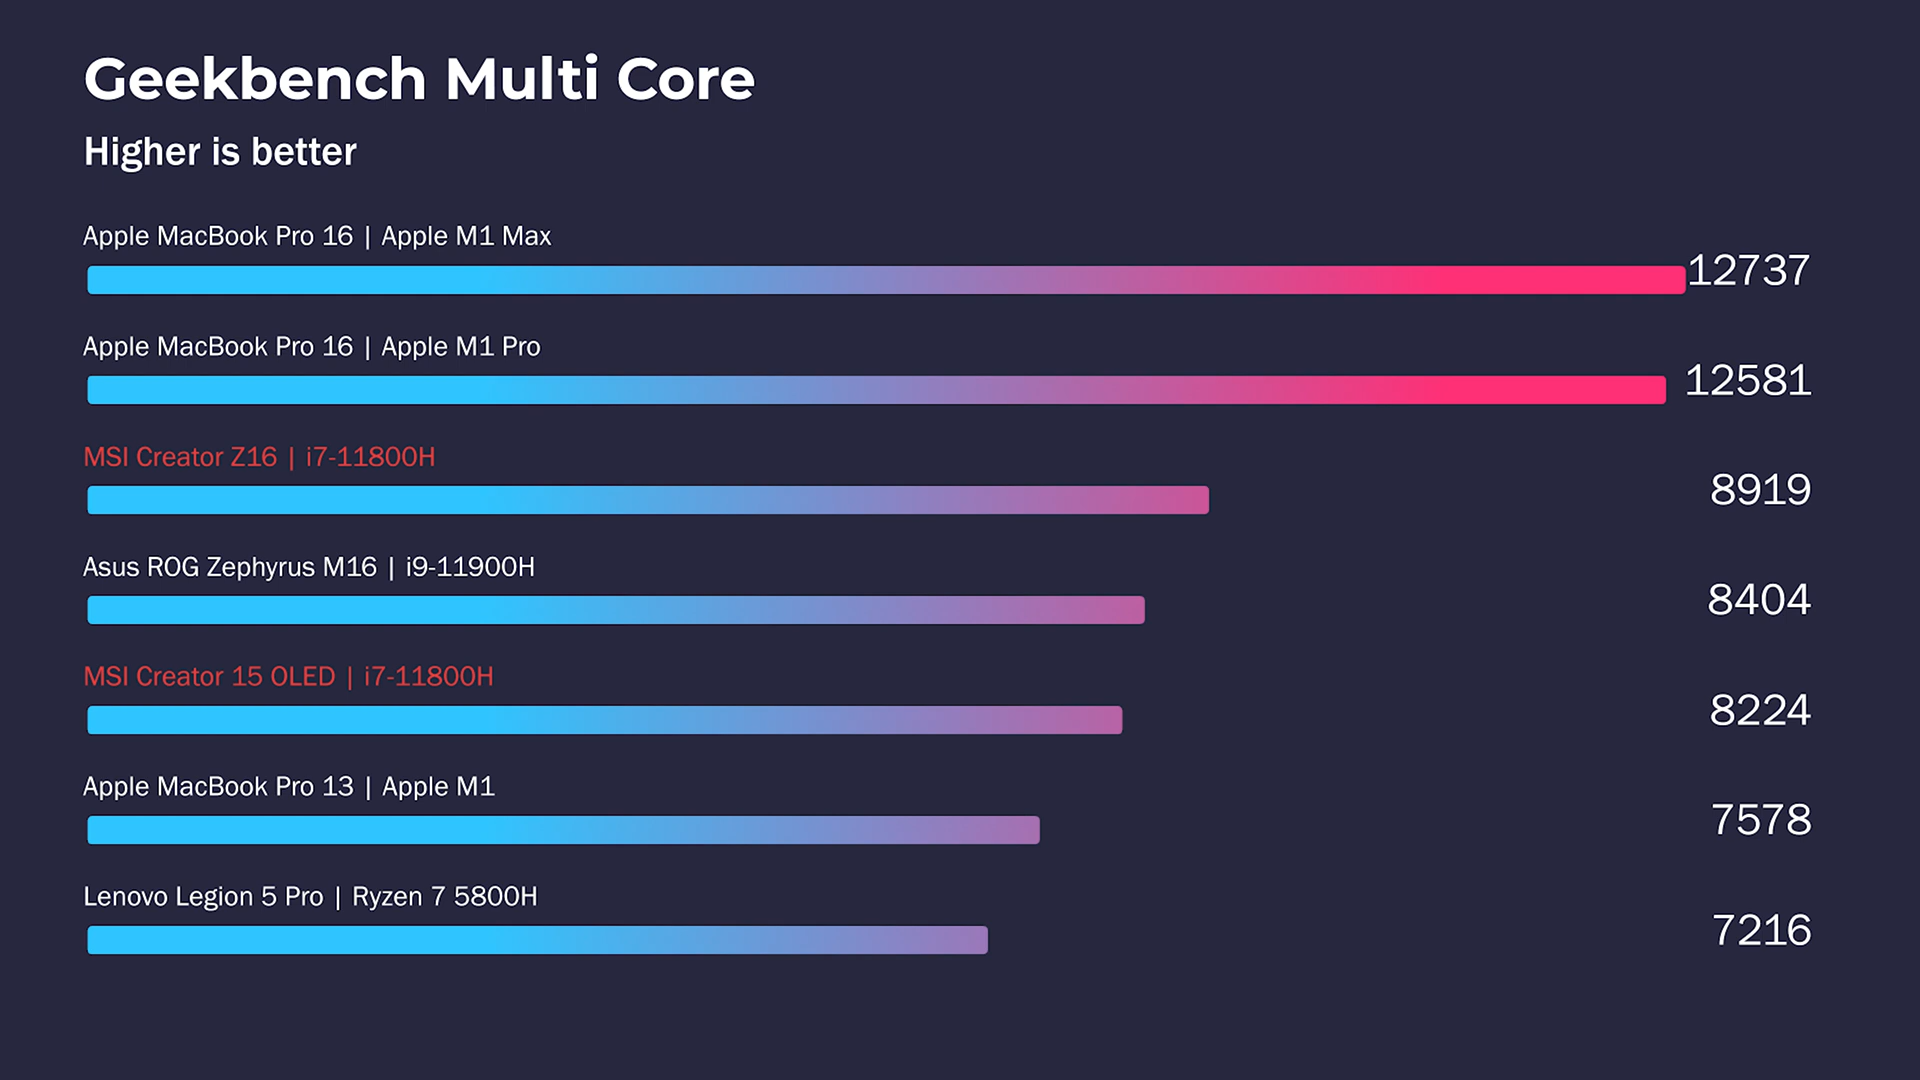 Geekbench Multi Core
Higher is better
Apple MacBook Pro 16 | Apple M1 Max
12737
Apple MacBook Pro 16 | Apple M1 Pro
12581
MSI Creator Z16 | i7-11800H
8919
Asus ROG Zephyrus M16 | i9-11900H
8404
MSI Creator 15 OLED | i7-11800H
8224
Apple MacBook Pro 13 | Apple M1
7578
Lenovo Legion 5 Pro | Ryzen 7 5800H
7216